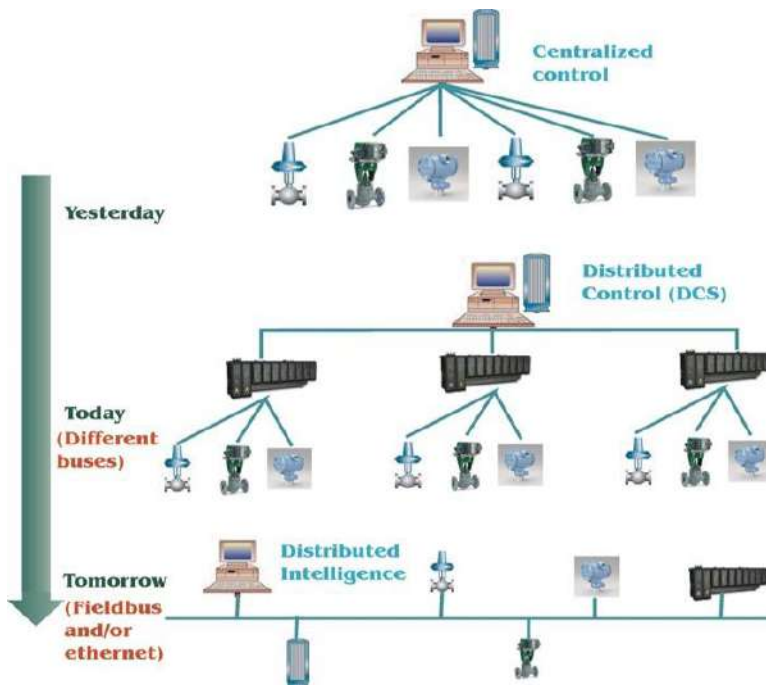 Centralized
control
Yesterday
Distributed
Control (DCS)
Today
(Different
buses)
Distributed
Intelligence
Tomorrow
(Fieldbus
and/or
ethernet)